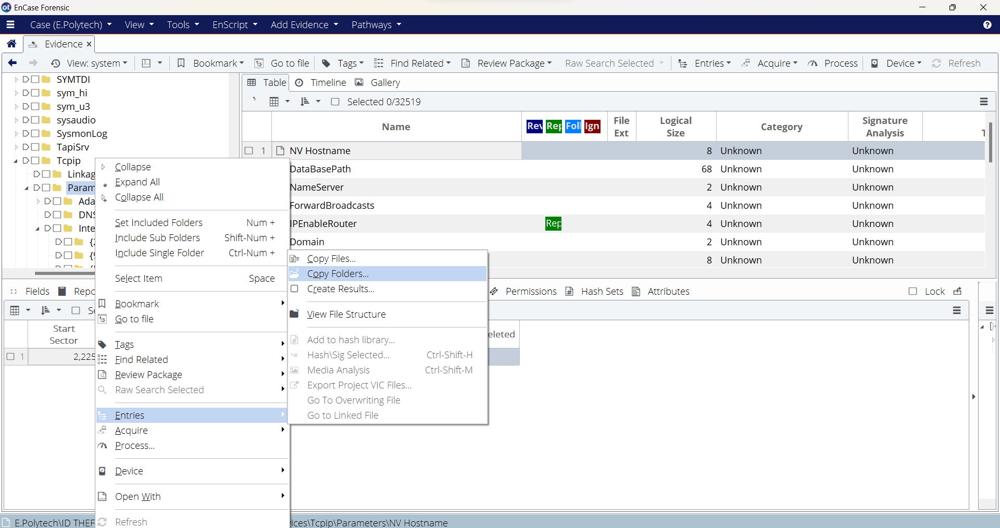 EnCase Forensic
Case (E.Polytech) View Tools EnScript Add Evidence Pathways
Evidence
View: system Bookmark Go to file Tags Find Related Review Package Raw Search Selected Entries Acquire Process Device Refresh
SYMTDI
sym_hi
sym_u3
sysaudio
SysmonLog
TapiSrv
Tcpip
Linkag
Param
Ada
DNS
Inte
Table Timeline Gallery
Selected 0/32519
Name Rev Rep Foll Ign File Ext Logical Size Category Signature Analysis
1 NV Hostname 8 Unknown Unknown
DataBasePath 68 Unknown Unknown
NameServer 2 Unknown Unknown
ForwardBroadcasts 4 Unknown Unknown
IPEnableRouter Rep 4 Unknown Unknown
Domain 2 Unknown Unknown
8 Unknown Unknown
Collapse
Expand All
Collapse All
Set Included Folders Num +
Include Sub Folders Shift-Num +
Include Single Folder Ctrl-Num +
Select Item Space
Bookmark
Go to file
Tags
Find Related
Review Package
Raw Search Selected
Entries
Acquire
Process...
Device
Open With
Refresh
Copy Files...
Copy Folders...
Create Results...
View File Structure
Add to hash library...
Hash\Sig Selected... Ctrl-Shift-H
Media Analysis Ctrl-Shift-M
Export Project VIC Files...
Go To Overwriting File
Go to Linked File
Fields Repo Permissions Hash Sets Attributes Lock
Start Sector eleted
1 2,225
E.Polytech\ID THEF ices\Tcpip\Parameters\NV Hostname